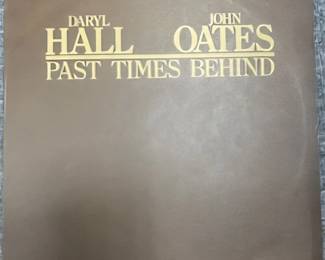 DARYL JOHN
HALL OATES
PAST TIMES BEHIND